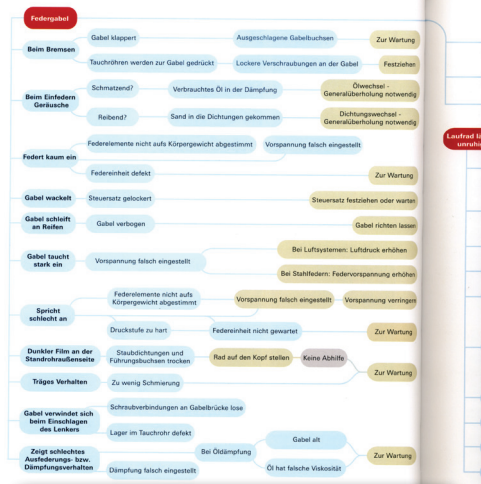 Federgabel
Beim Bremsen
Gabel klappert
Ausgeschlagene Gabelbuchsen
Zur Wartung
Tauchröhren werden zur Gabel gedrückt
Lockere Verschraubungen an der Gabel
Festziehen
Beim Einfedern
Geräusche
Schmatzend?
Verbrauchtes Öl in der Dämpfung
Ölwechsel -
Generalüberholung notwendig
Reibend?
Sand in die Dichtungen gekommen
Dichtungswechsel -
Generalüberholung notwendig
Federt kaum ein
Federelemente nicht aufs Körpergewicht abgestimmt
Vorspannung falsch eingestellt
Federeinheit defekt
Zur Wartung
Gabel wackelt
Steuersatz gelockert
Steuersatz festziehen oder warten
Gabel schleift
an Reifen
Gabel verbogen
Gabel richten lassen
Gabel taucht
stark ein
Vorspannung falsch eingestellt
Bei Luftsystemen: Luftdruck erhöhen
Bei Stahlfedern: Federvorspannung erhöhen
Spricht
schlecht an
Federelemente nicht aufs
Körpergewicht abgestimmt
Vorspannung falsch eingestellt
Vorspannung verringern
Druckstufe zu hart
Federeinheit nicht gewartet
Zur Wartung
Dunkler Film an der
Standrohraußenseite
Staubdichtungen und
Führungsbuchsen trocken
Rad auf den Kopf stellen
Keine Abhilfe
Zur Wartung
Träges Verhalten
Zu wenig Schmierung
Gabel verwindet sich
beim Einschlagen
des Lenkers
Schraubverbindungen an Gabelbrücke lose
Lager im Tauchrohr defekt
Zeigt schlechtes
Ausfederungs- bzw.
Dämpfungsverhalten
Bei Öldämpfung
Gabel alt
Öl hat falsche Viskosität
Zur Wartung
Dämpfung falsch eingestellt
Laufrad
unruhig